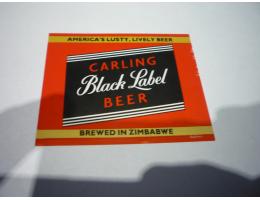 AMERICA'S LUSTY, LIVELY BEER
CARLING
Black Label
BEER
BREWED IN ZIMBABWE